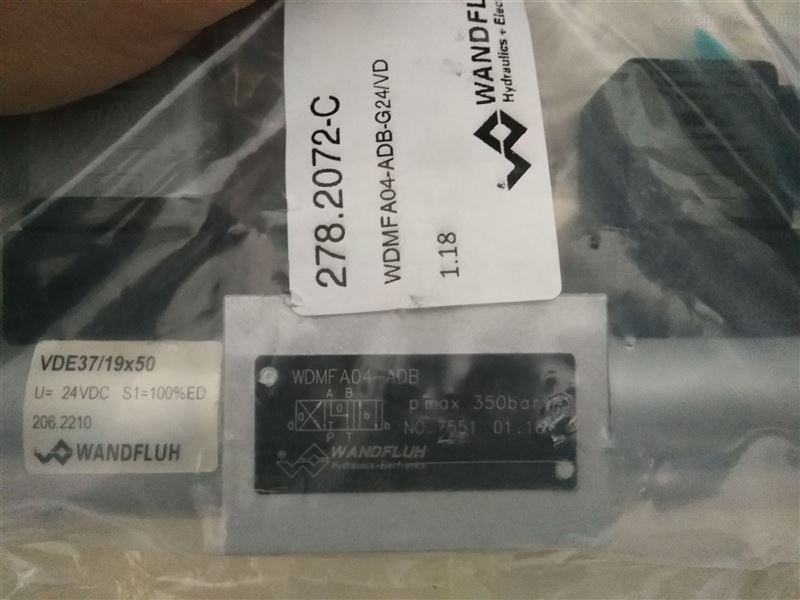 278.2072-C
WDMFA04-ADB-G24/VD
1.18
WANDFLUH
Hydraulics + Elec
VDE37/19x50
U= 24VDC S1=100%ED
206.2210
WANDFLUH
WDMFA04-ADB
A B
a b
P T
pmax 350bar
NO.7551 01.18
WANDFLUH
Hydraulics+Electronics